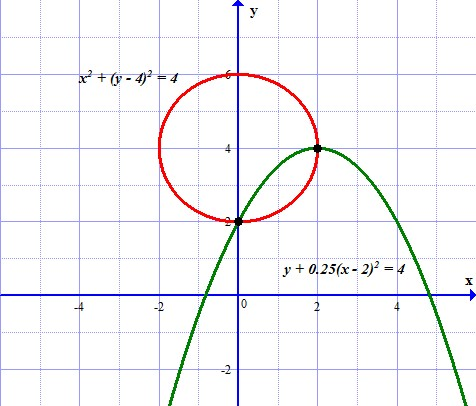 y
x² + (y - 4)² = 4
6
4
2
y + 0.25(x - 2)² = 4
x
-4
-2
0
2
4
-2